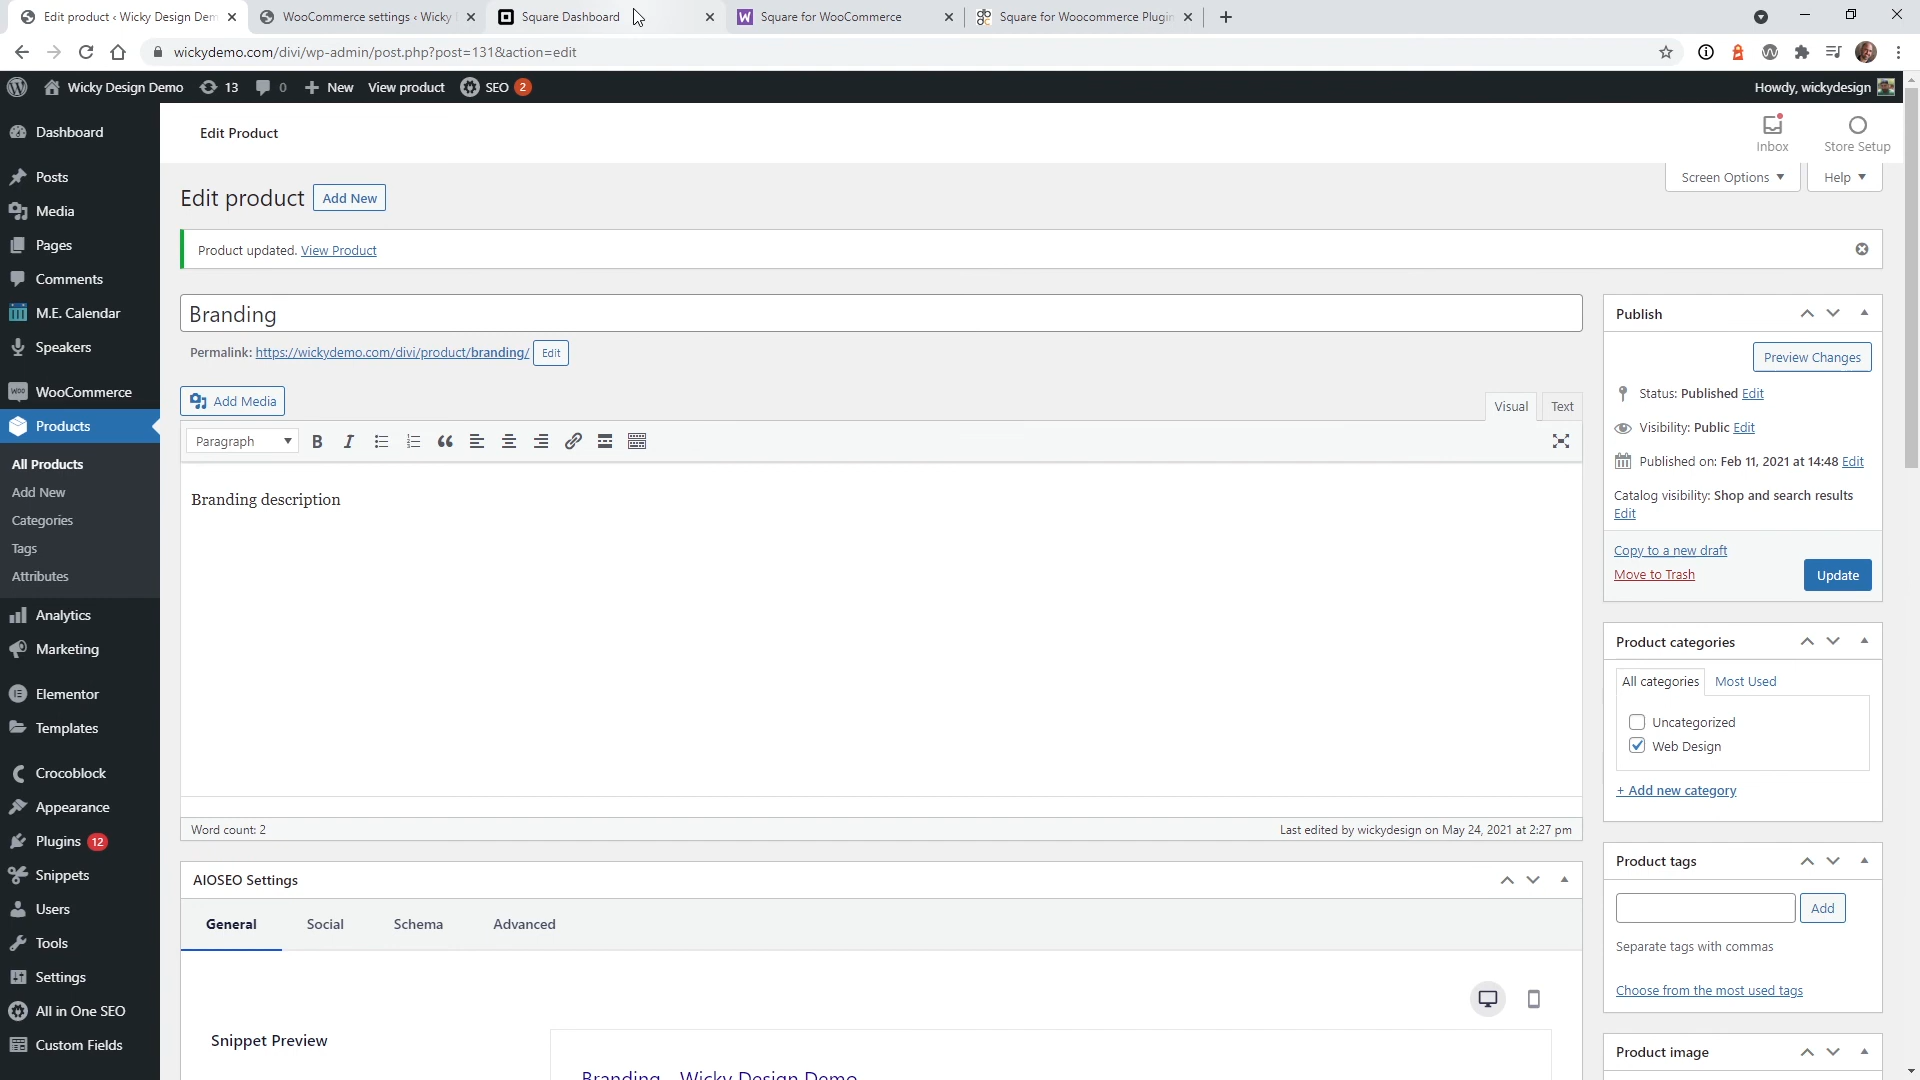 Edit product ‹ Wicky Design Dem
WooCommerce settings ‹ Wicky
Square Dashboard
Square for WooCommerce
Square for Woocommerce Plugin
wickydemo.com/divi/wp-admin/post.php?post=131&action=edit
Wicky Design Demo
13
0
New
View product
SEO
2
Howdy, wickydesign
Dashboard
Posts
Media
Pages
Comments
M.E. Calendar
Speakers
WooCommerce
Products
All Products
Add New
Categories
Tags
Attributes
Analytics
Marketing
Elementor
Templates
Crocoblock
Appearance
Plugins 12
Snippets
Users
Tools
Settings
All in One SEO
Custom Fields
Edit Product
Inbox
Store Setup
Screen Options
Help
Edit product
Add New
Product updated. View Product
Branding
Permalink: https://wickydemo.com/divi/product/branding/ Edit
Add Media
Visual
Text
Paragraph
Branding description
Word count: 2
Last edited by wickydesign on May 24, 2021 at 2:27 pm
AIOSEO Settings
General
Social
Schema
Advanced
Snippet Preview
Branding – Wicky Design Demo
Publish
Preview Changes
Status: Published Edit
Visibility: Public Edit
Published on: Feb 11, 2021 at 14:48 Edit
Catalog visibility: Shop and search results
Edit
Copy to a new draft
Move to Trash
Update
Product categories
All categories
Most Used
Uncategorized
Web Design
+ Add new category
Product tags
Add
Separate tags with commas
Choose from the most used tags
Product image